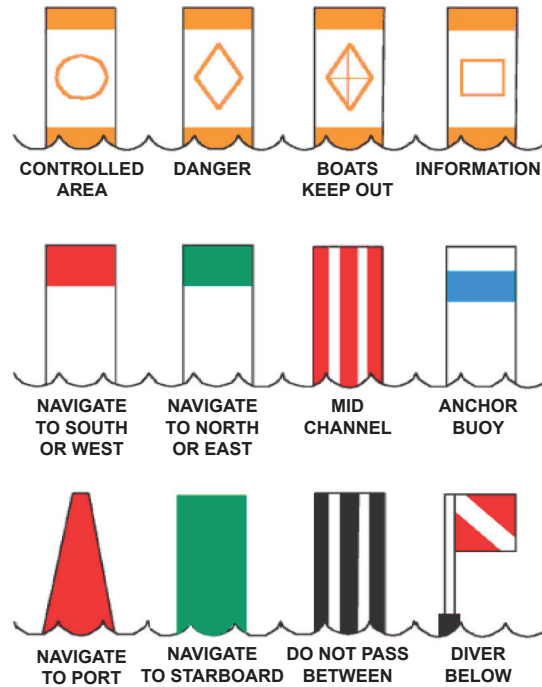 CONTROLLED
AREA
DANGER
BOATS
KEEP OUT
INFORMATION
NAVIGATE
TO SOUTH
OR WEST
NAVIGATE
TO NORTH
OR EAST
MID
CHANNEL
ANCHOR
BUOY
NAVIGATE
TO PORT
NAVIGATE
TO STARBOARD
DO NOT PASS
BETWEEN
DIVER
BELOW